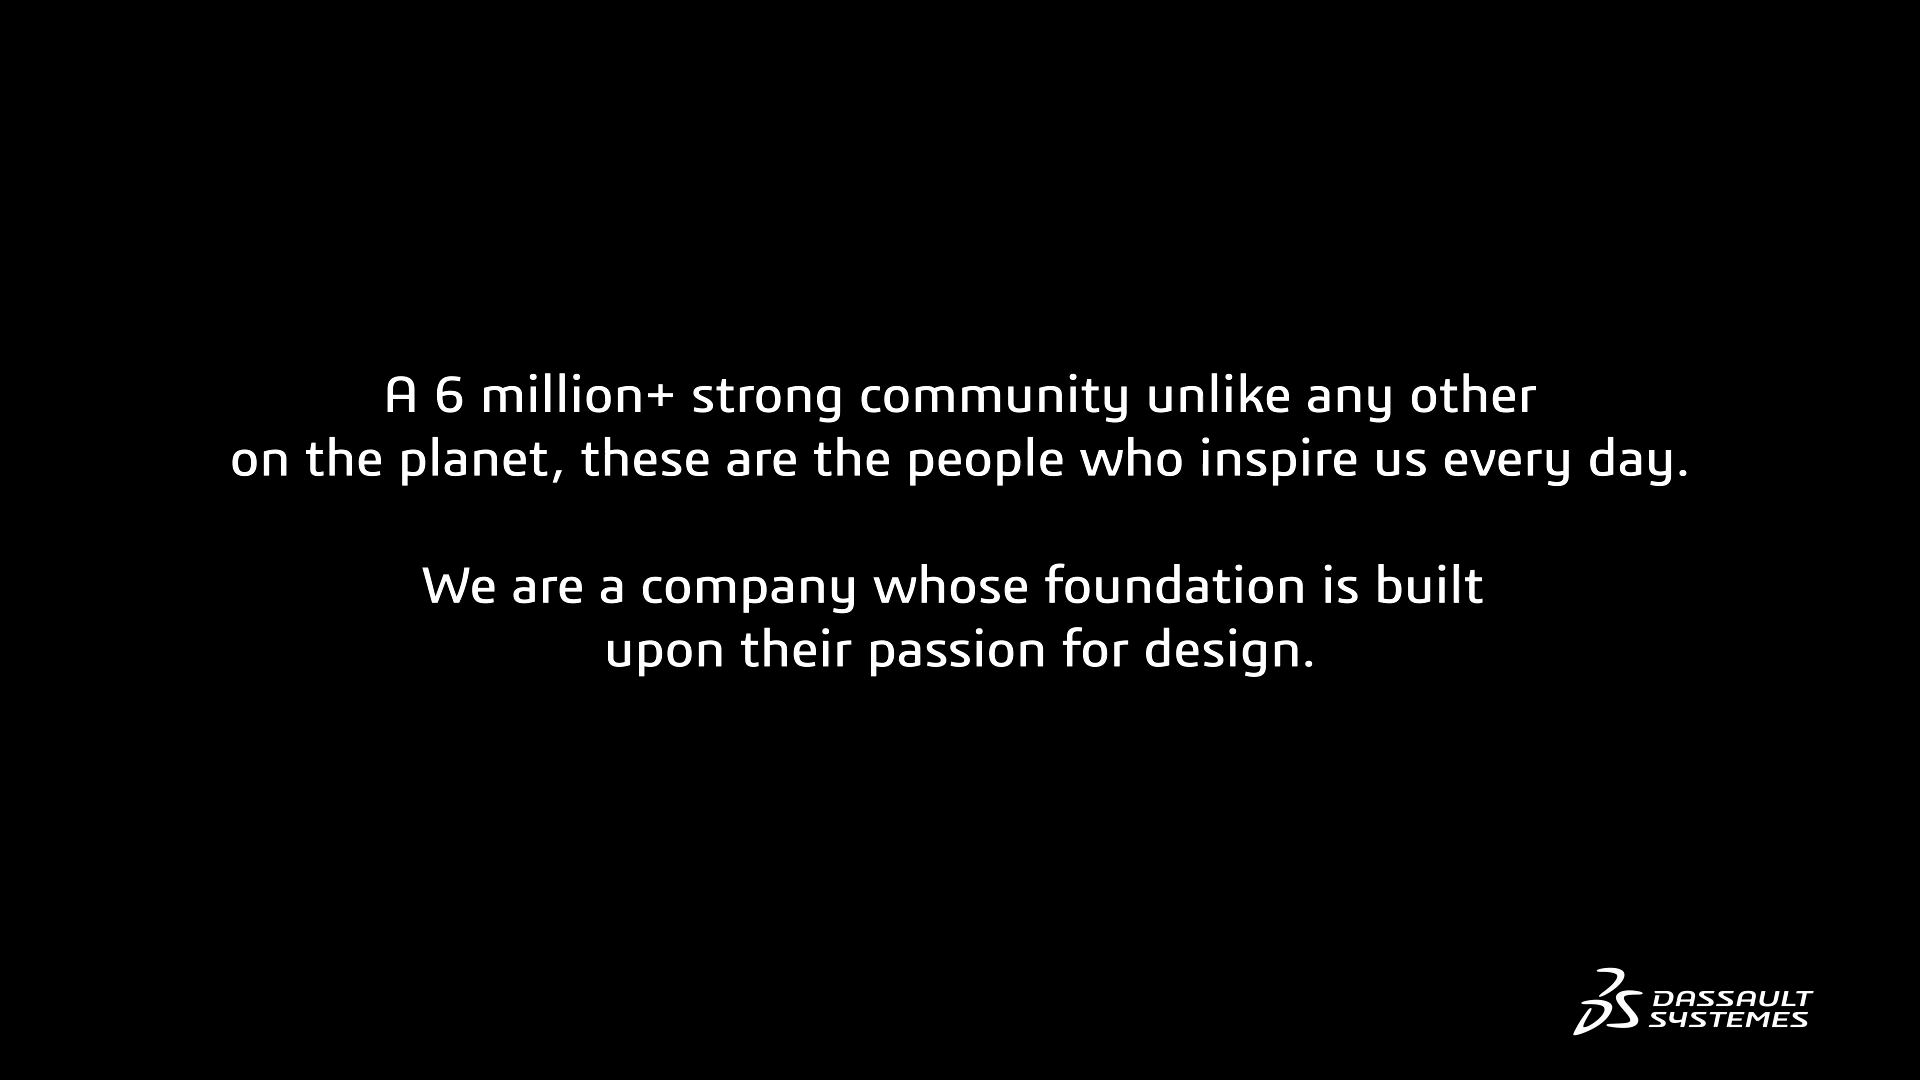 A 6 million+ strong community unlike any other
on the planet, these are the people who inspire us every day.
We are a company whose foundation is built
upon their passion for design.
3DS DASSAULT
SYSTEMES